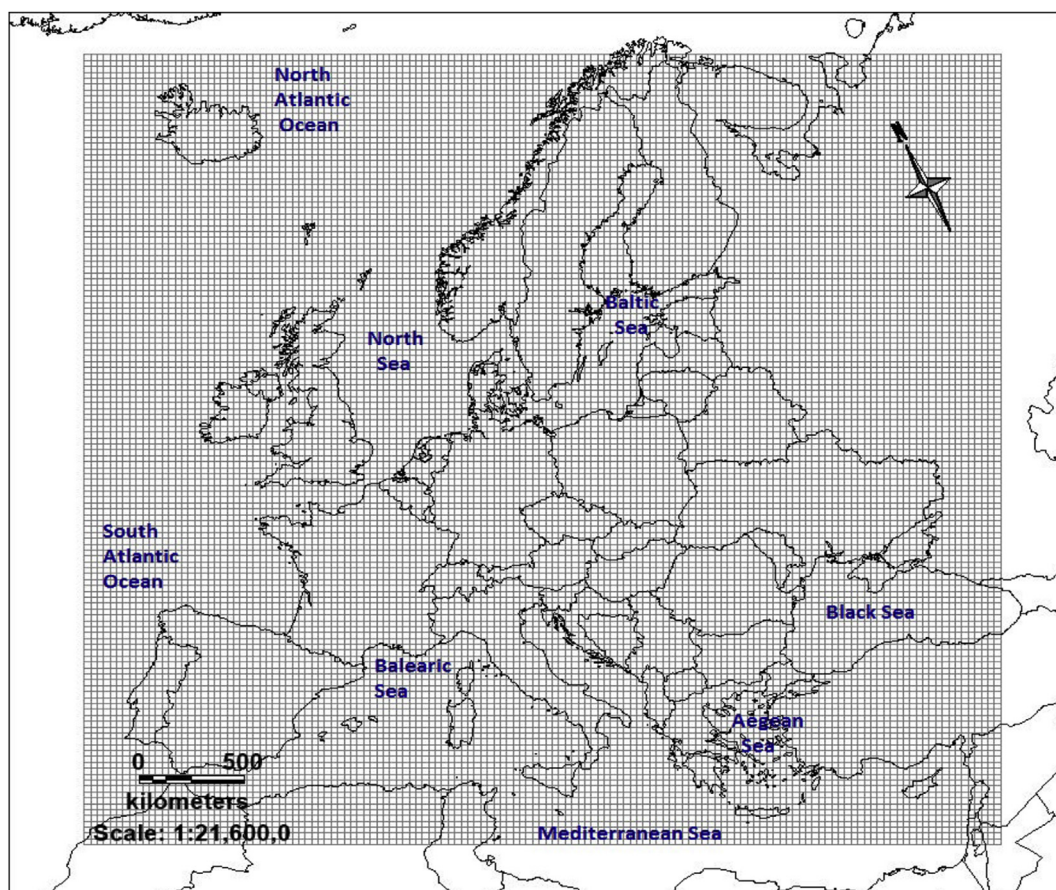 North
Atlantic
Ocean
Baltic
Sea
North
Sea
South
Atlantic
Ocean
Black Sea
Balearic
Sea
Aegean
Sea
0 500
kilometers
Scale: 1:21,600,0
Mediterranean Sea